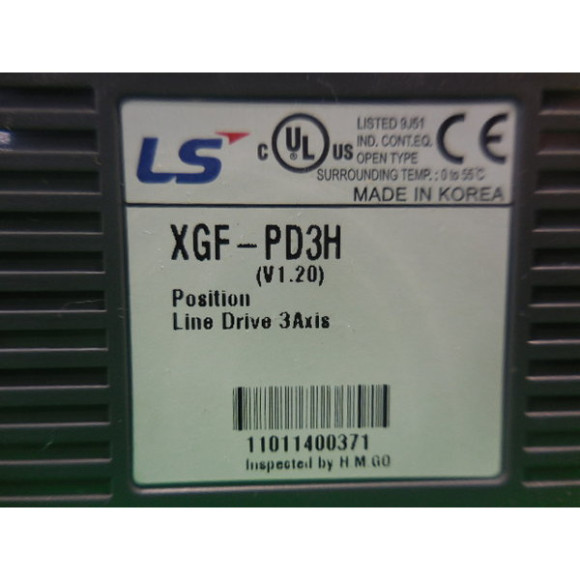 LS
C UL US
LISTED 9J51
IND. CONT.EQ.
OPEN TYPE
CE
SURROUNDING TEMP. : 0 to 55℃
MADE IN KOREA
XGF-PD3H
(V1.20)
Position
Line Drive 3Axis
11011400371
Inspected by H.M.GO